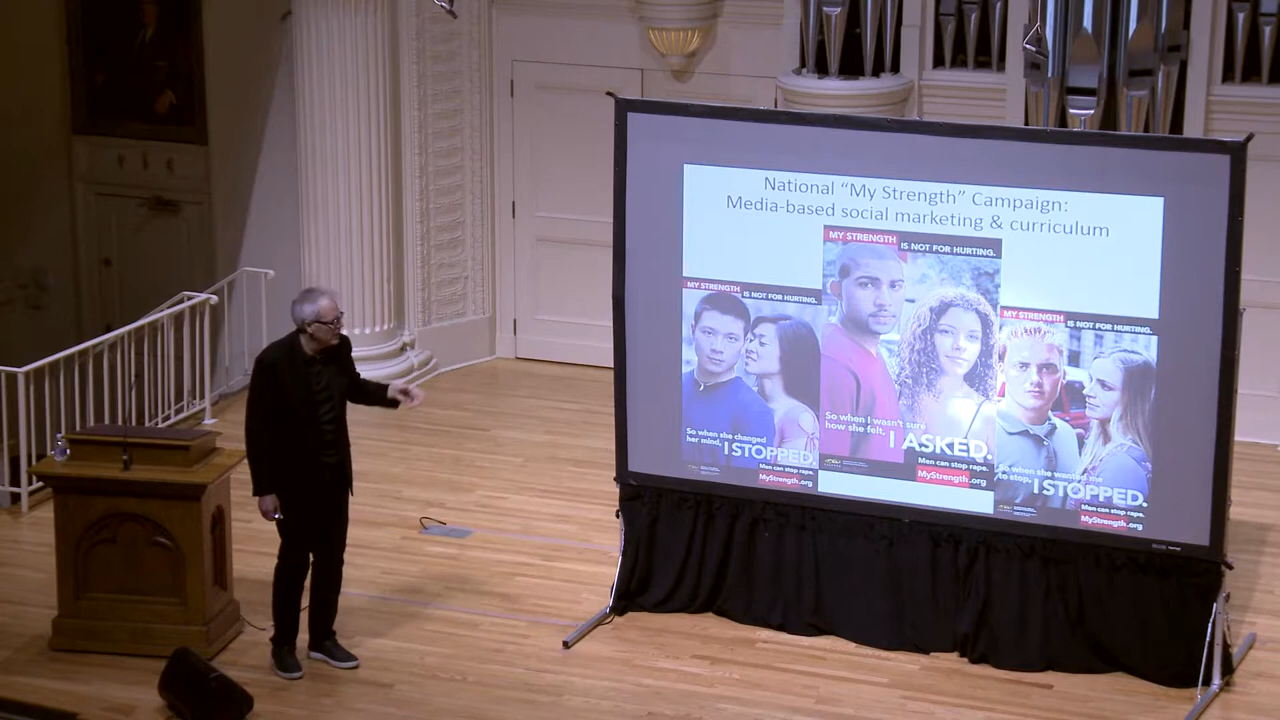 National “My Strength” Campaign:
Media-based social marketing & curriculum
MY STRENGTH IS NOT FOR HURTING.
So when she changed
her mind, I STOPPED.
Men can stop rape.
MyStrength.org
MY STRENGTH IS NOT FOR HURTING.
So when I wasn't sure
how she felt, I ASKED.
Men can stop rape.
MyStrength.org
MY STRENGTH IS NOT FOR HURTING.
So when she wanted me
to stop, I STOPPED.
Men can stop rape.
MyStrength.org